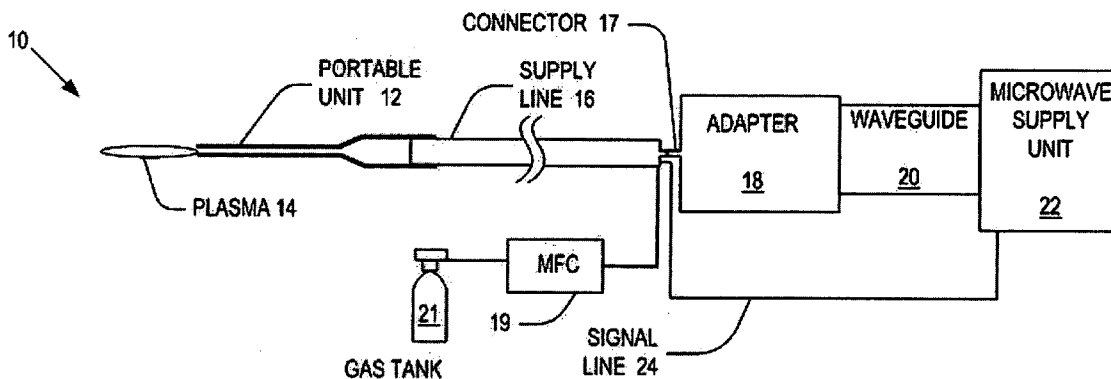 10
CONNECTOR 17
PORTABLE
UNIT 12
SUPPLY
LINE 16
ADAPTER
18
WAVEGUIDE
20
MICROWAVE
SUPPLY
UNIT
22
PLASMA 14
MFC
19
21
GAS TANK
SIGNAL
LINE 24